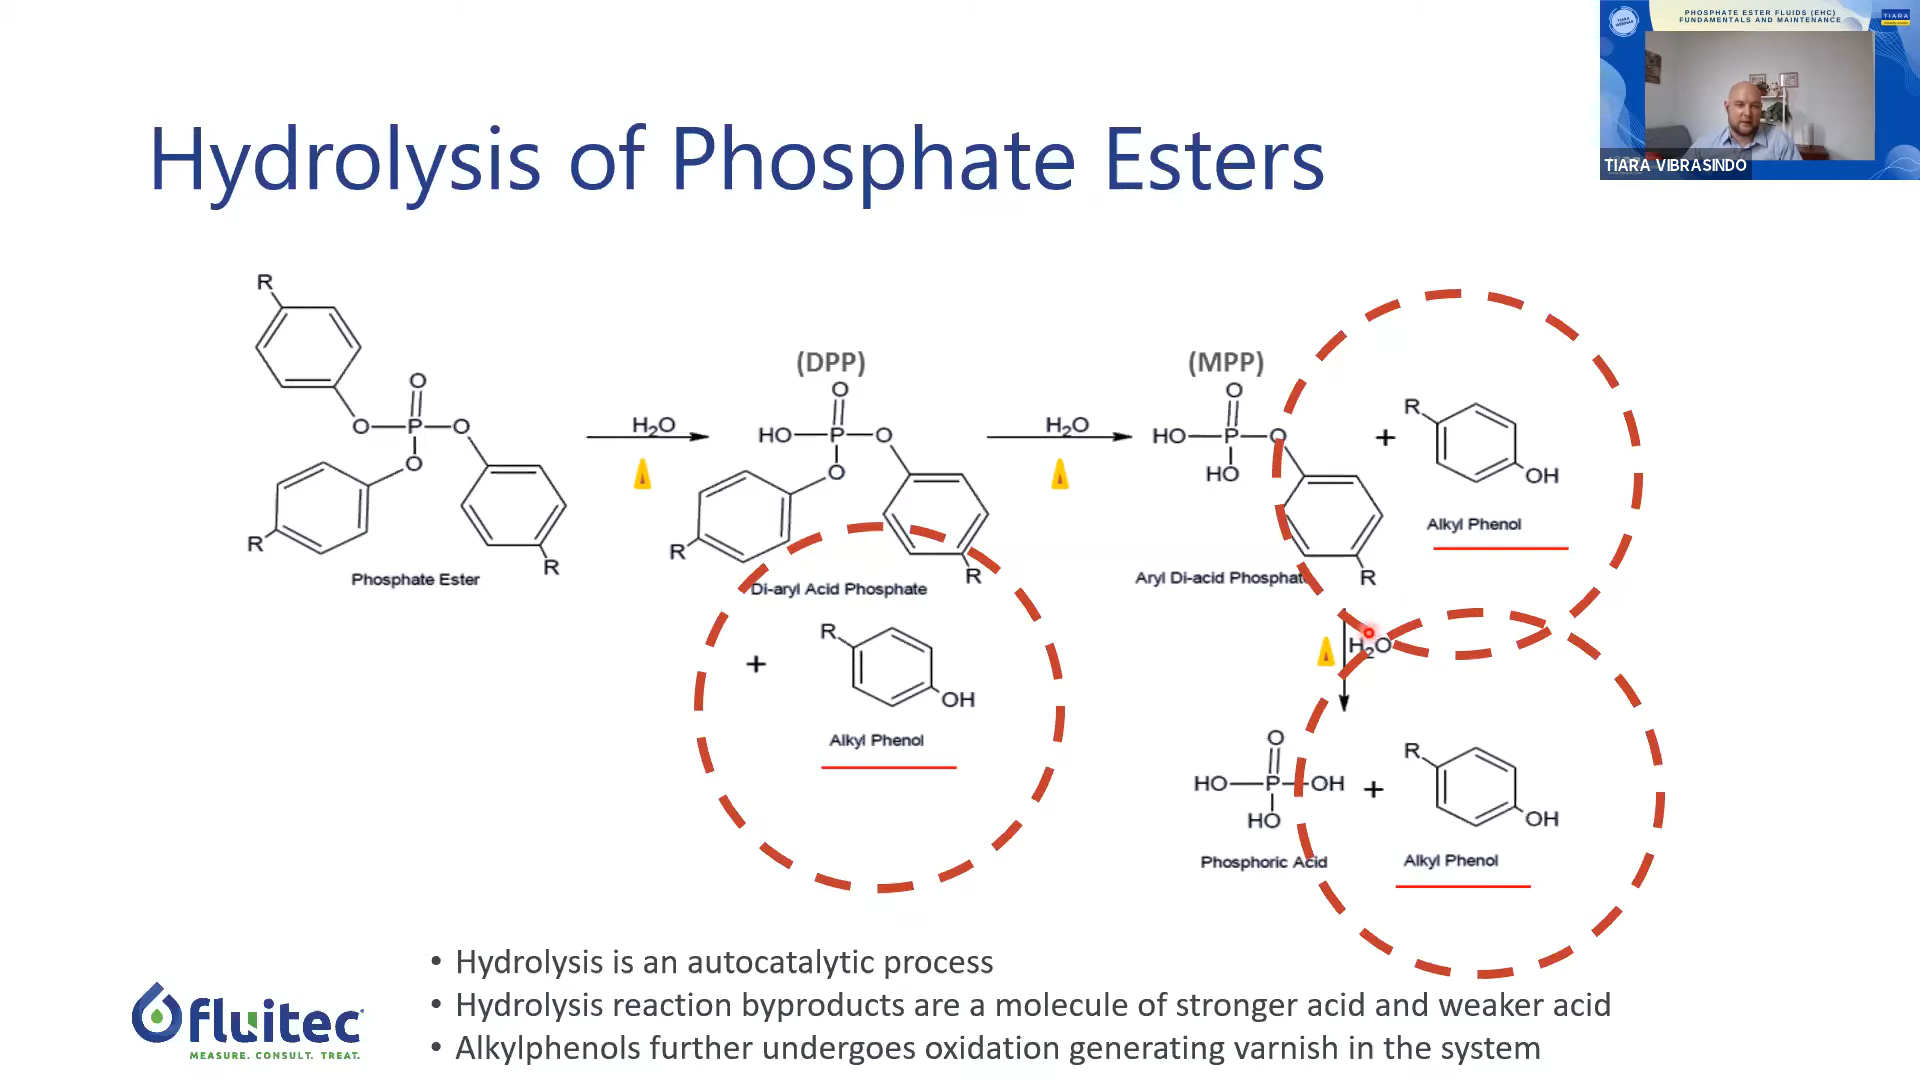 PHOSPHATE ESTER FLUIDS (EHC)
FUNDAMENTALS AND MAINTENANCE
TIARA
TIARA VIBRASINDO
Hydrolysis of Phosphate Esters
R
O
O P O
O
R
R
Phosphate Ester
H₂O
(DPP)
O
HO P O
O
R
R
Di-aryl Acid Phosphate
+
R
OH
Alkyl Phenol
H₂O
(MPP)
O
HO P O
HO
R
Aryl Di-acid Phosphate
+
R
OH
Alkyl Phenol
H₂O
O
HO P OH
HO
Phosphoric Acid
+
R
OH
Alkyl Phenol
• Hydrolysis is an autocatalytic process
• Hydrolysis reaction byproducts are a molecule of stronger acid and weaker acid
• Alkylphenols further undergoes oxidation generating varnish in the system
fluitec
MEASURE. CONSULT. TREAT.